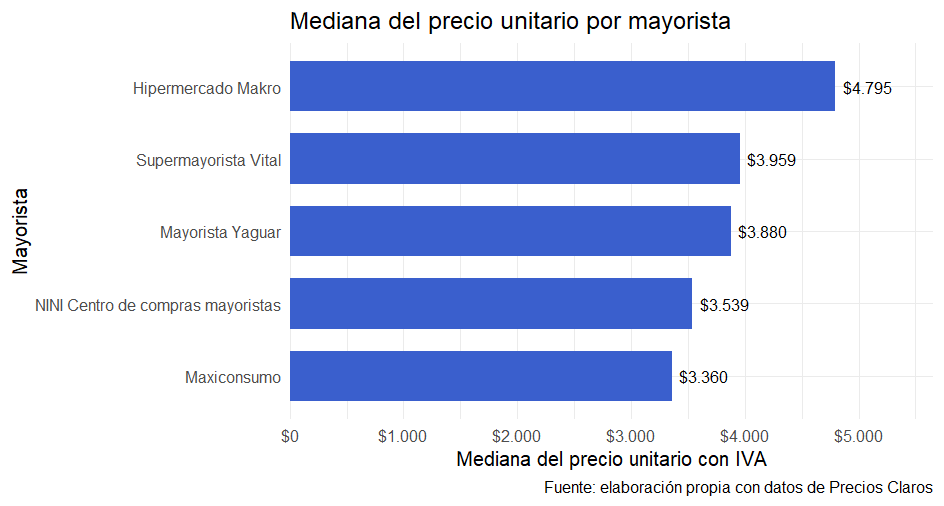 Mediana del precio unitario por mayorista
Mayorista
Hipermercado Makro $4.795
Supermayorista Vital $3.959
Mayorista Yaguar $3.880
NINI Centro de compras mayoristas $3.539
Maxiconsumo $3.360
$0 $1.000 $2.000 $3.000 $4.000 $5.000
Mediana del precio unitario con IVA
Fuente: elaboración propia con datos de Precios Claros